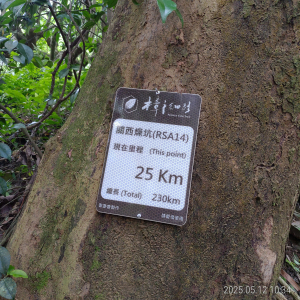 樟之細路
關西燥坑(RSA14)
現在里程 (This point)
25 Km
總長(Total) 230km
2025.05.12 10:34